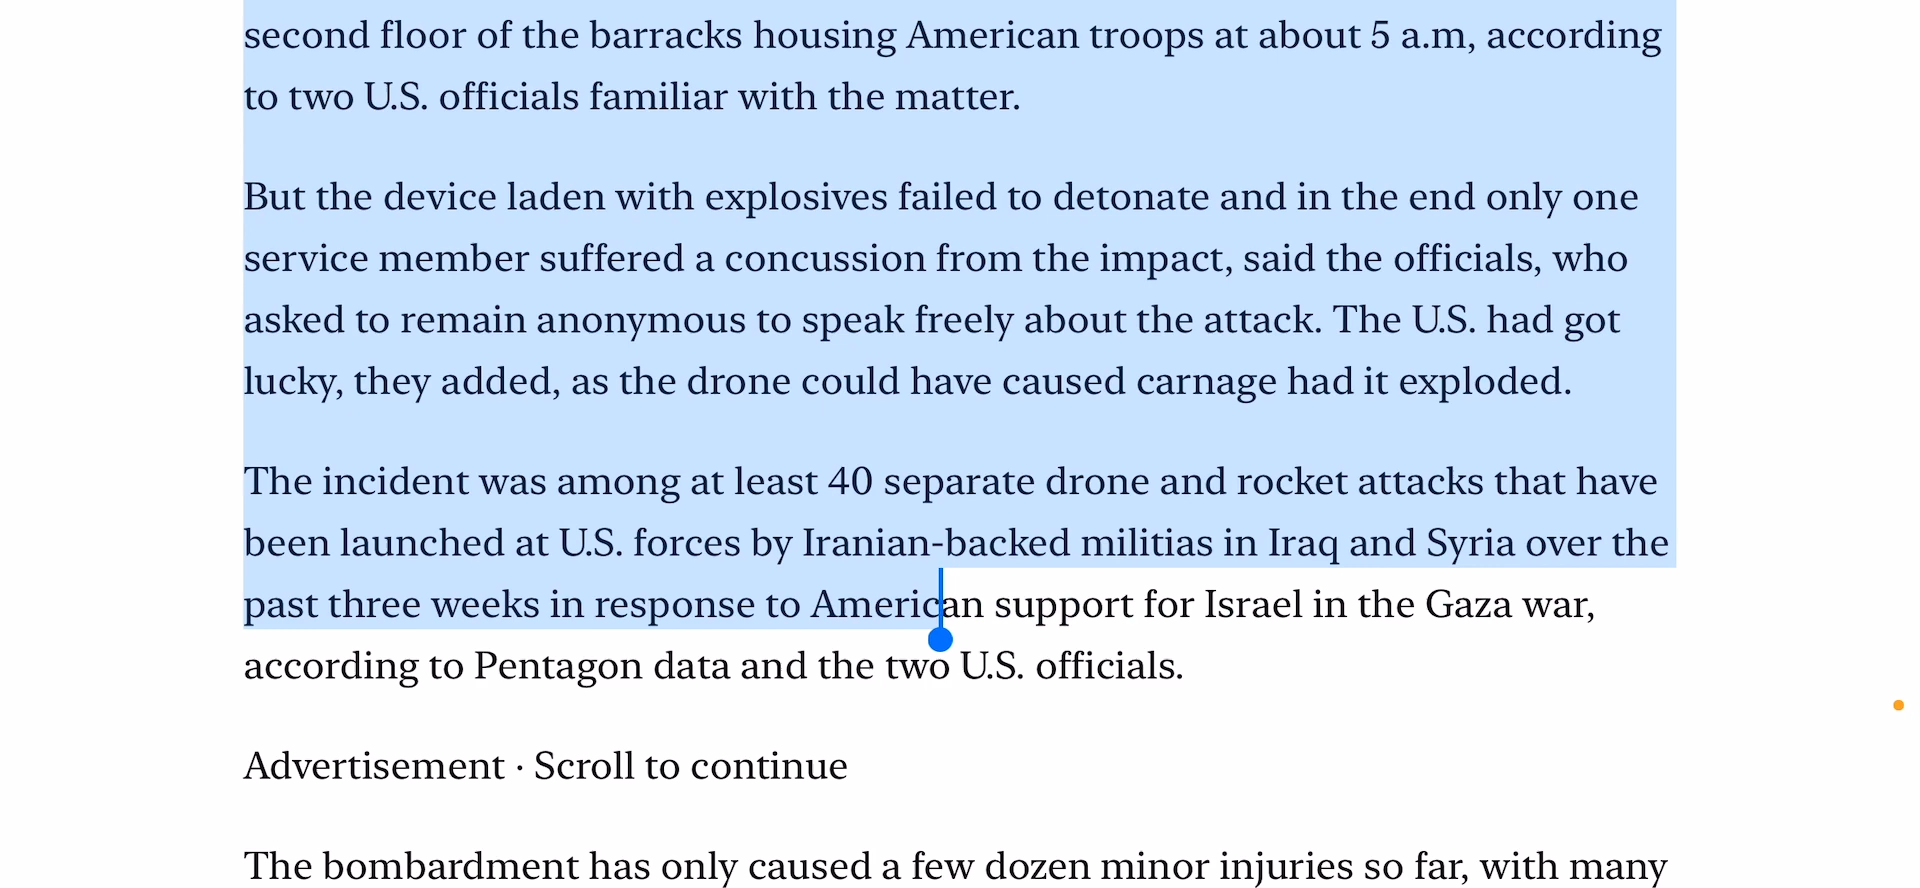 second floor of the barracks housing American troops at about 5 a.m, according
to two U.S. officials familiar with the matter.
But the device laden with explosives failed to detonate and in the end only one
service member suffered a concussion from the impact, said the officials, who
asked to remain anonymous to speak freely about the attack. The U.S. had got
lucky, they added, as the drone could have caused carnage had it exploded.
The incident was among at least 40 separate drone and rocket attacks that have
been launched at U.S. forces by Iranian-backed militias in Iraq and Syria over the
past three weeks in response to American support for Israel in the Gaza war,
according to Pentagon data and the two U.S. officials.
Advertisement · Scroll to continue
The bombardment has only caused a few dozen minor injuries so far, with many